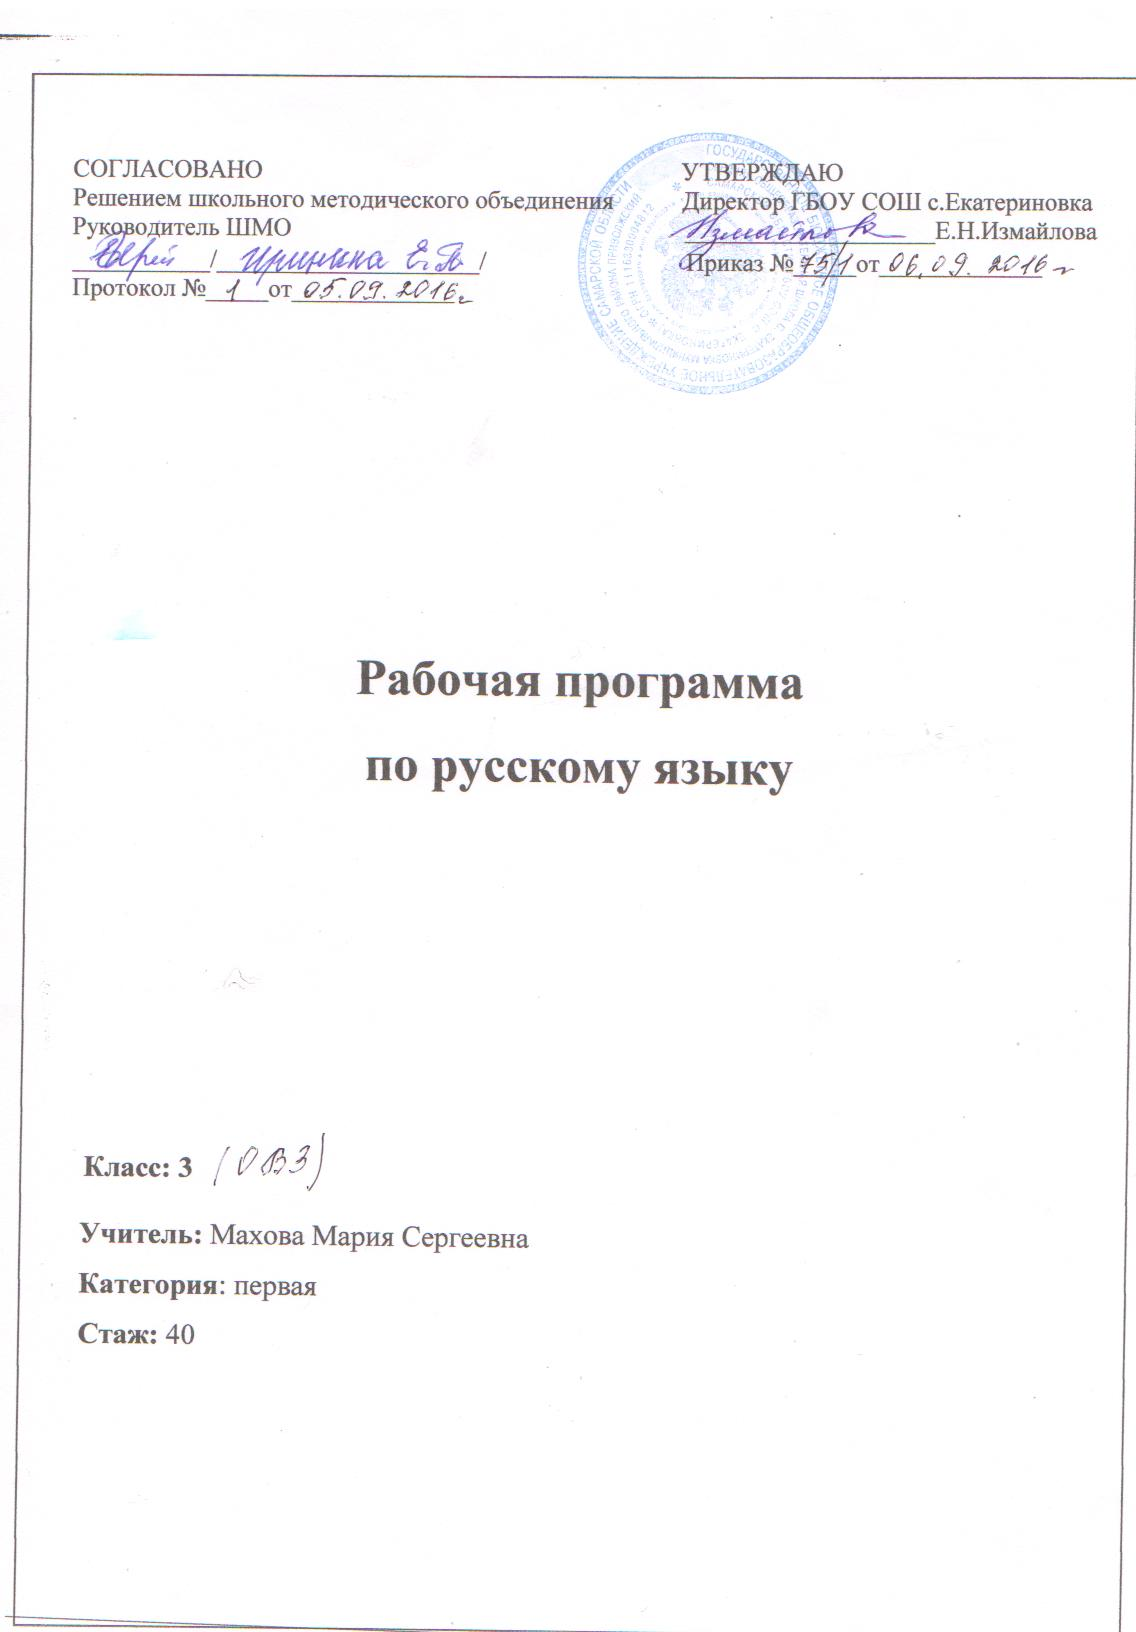 СОГЛАСОВАНО
Решением школьного методического объединения
Руководитель ШМО
/ Е.В. /
Протокол № 1 от 05.09.2016г
УТВЕРЖДАЮ
Директор ГБОУ СОШ с.Екатериновка
Е.Н.Измайлова
Приказ № 75/1 от 06.09. 2016 г
Рабочая программа
по русскому языку
Класс: 3 (ОВЗ)
Учитель: Махова Мария Сергеевна
Категория: первая
Стаж: 40